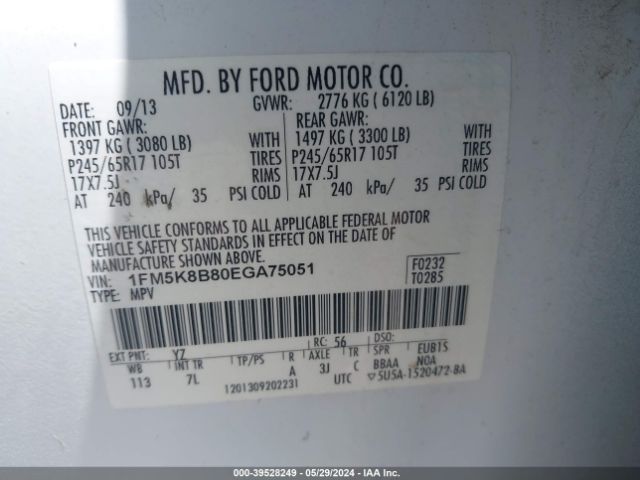 MFD. BY FORD MOTOR CO.
DATE: 09/13 GVWR: 2776 KG ( 6120 LB)
FRONT GAWR: REAR GAWR:
1397 KG ( 3080 LB) WITH 1497 KG ( 3300 LB) WITH
P245/65R17 105T TIRES P245/65R17 105T TIRES
17X7.5J RIMS 17X7.5J RIMS
AT 240 kPa/ 35 PSI COLD AT 240 kPa/ 35 PSI COLD
THIS VEHICLE CONFORMS TO ALL APPLICABLE FEDERAL MOTOR
VEHICLE SAFETY STANDARDS IN EFFECT ON THE DATE OF
MANUFACTURE SHOWN ABOVE.
VIN: 1FM5K8B80EGA75051 F0232
TYPE: MPV T0285
EXT PNT: YZ RC: 56 DSO:
WB INT TR TP/PS R AXLE TR SPR EUB1S
113 7L A 3J C BBAA NOA
1201309202231 UTC ▽5U5A-1520472-BA
000-39528249 - 05/29/2024 - IAA Inc.